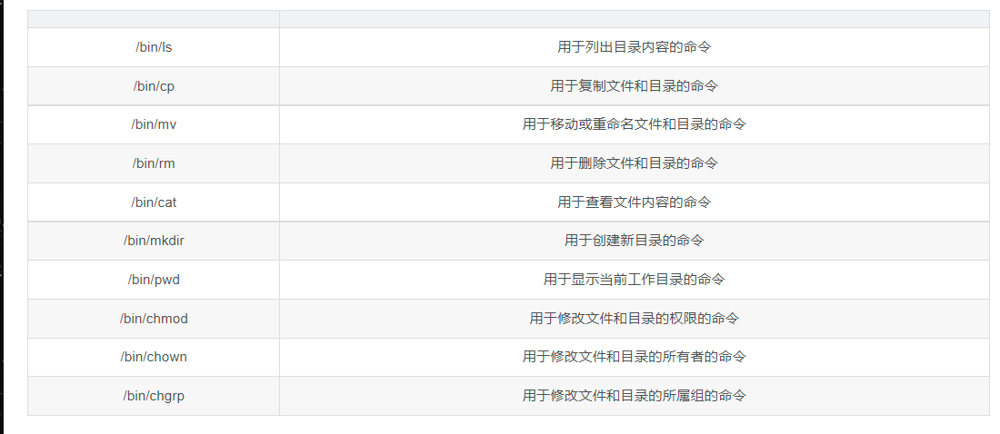 /bin/ls 用于列出目录内容的命令
/bin/cp 用于复制文件和目录的命令
/bin/mv 用于移动或重命名文件和目录的命令
/bin/rm 用于删除文件和目录的命令
/bin/cat 用于查看文件内容的命令
/bin/mkdir 用于创建新目录的命令
/bin/pwd 用于显示当前工作目录的命令
/bin/chmod 用于修改文件和目录的权限的命令
/bin/chown 用于修改文件和目录的所有者的命令
/bin/chgrp 用于修改文件和目录的所属组的命令